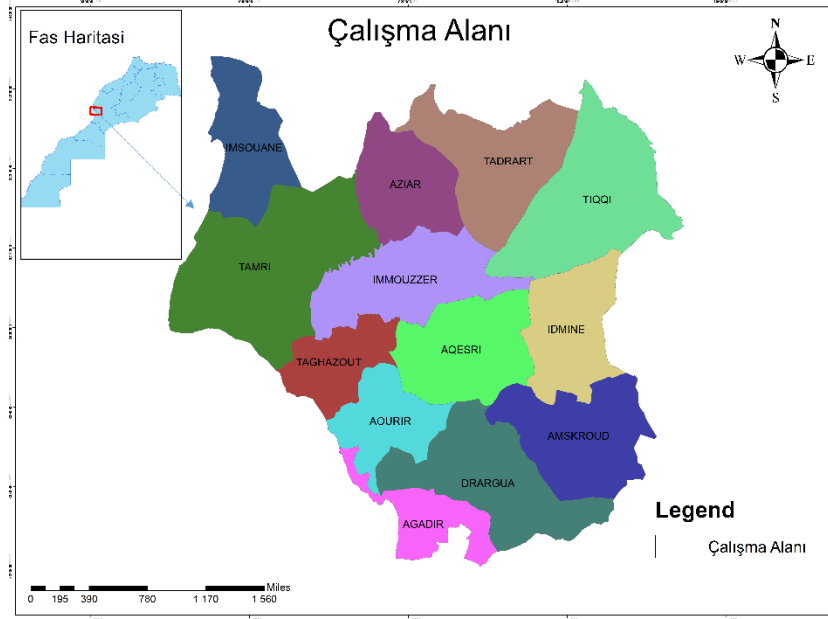 Çalışma Alanı
Fas Haritasi
N
W
E
S
IMSOUANE
AZIAR
TADRART
TIQQI
TAMRI
IMMOUZZER
IDMINE
AQESRI
TAGHAZOUT
AOURIR
AMSKROUD
DRARGUA
AGADIR
Legend
Çalışma Alanı
Miles
0 195 390 780 1 170 1 560